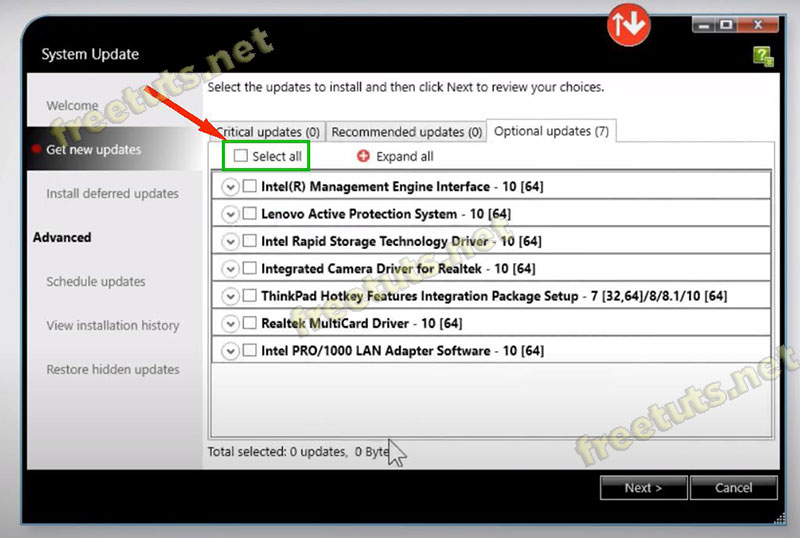 System Update
Select the updates to install and then click Next to review your choices.
Welcome
Get new updates
Install deferred updates
Advanced
Schedule updates
View installation history
Restore hidden updates
Critical updates (0)
Recommended updates (0)
Optional updates (7)
Select all
Expand all
Intel(R) Management Engine Interface - 10 [64]
Lenovo Active Protection System - 10 [64]
Intel Rapid Storage Technology Driver - 10 [64]
Integrated Camera Driver for Realtek - 10 [64]
ThinkPad Hotkey Features Integration Package Setup - 7 [32,64]/8/8.1/10 [64]
Realtek MultiCard Driver - 10 [64]
Intel PRO/1000 LAN Adapter Software - 10 [64]
Total selected: 0 updates, 0 Byte
Next >
Cancel
freetuts.net
freetuts.net
freetuts.net
freetuts.net